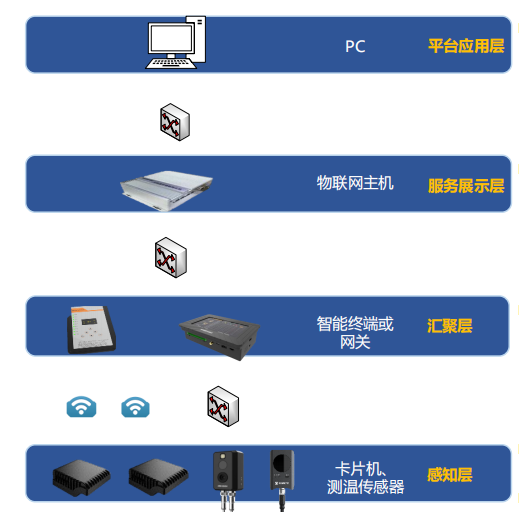 PC 平台应用层
物联网主机 服务展示层
智能终端或
网关
汇聚层
卡片机、
测温传感器
感知层